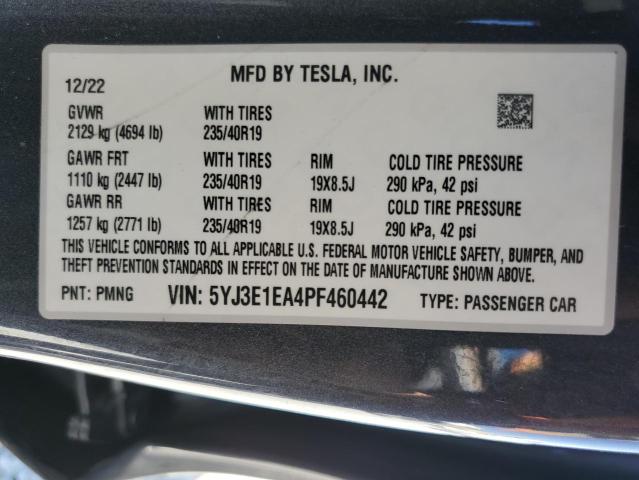 MFD BY TESLA, INC.
12/22
GVWR WITH TIRES
2129 kg (4694 lb) 235/40R19
GAWR FRT WITH TIRES RIM COLD TIRE PRESSURE
1110 kg (2447 lb) 235/40R19 19X8.5J 290 kPa, 42 psi
GAWR RR WITH TIRES RIM COLD TIRE PRESSURE
1257 kg (2771 lb) 235/40R19 19X8.5J 290 kPa, 42 psi
THIS VEHICLE CONFORMS TO ALL APPLICABLE U.S. FEDERAL MOTOR VEHICLE SAFETY, BUMPER, AND
THEFT PREVENTION STANDARDS IN EFFECT ON THE DATE OF MANUFACTURE SHOWN ABOVE.
PNT: PMNG VIN: 5YJ3E1EA4PF460442 TYPE: PASSENGER CAR